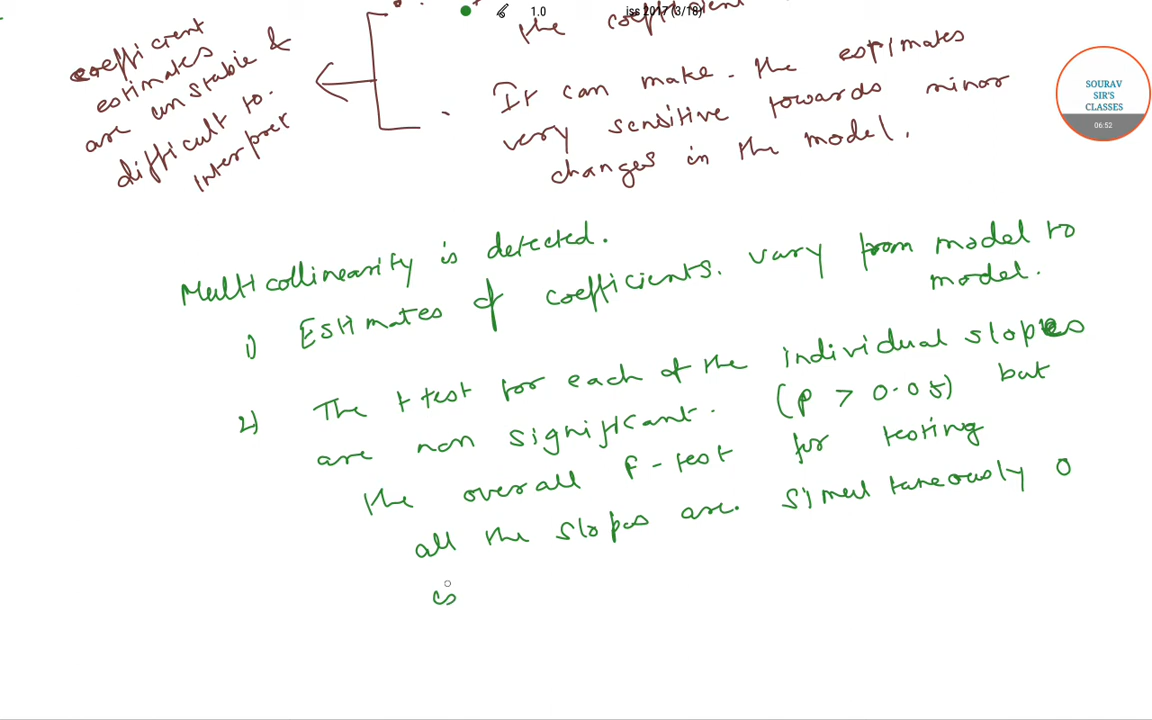 1.0
iss 2017 (3/18)
the coefficient
coefficient
estimates
are unstable &
difficult to.
interpret
. It can make the estimates
very sensitive towards minor
changes in the model.
SOURAV
SIR'S
CLASSES
06:52
Multicollinearity is detected.
1) Estimates of coefficients. vary from model to
model.
2) The t test for each of the individual slopes
are non significant. (p > 0.05) but
the overall F-test for testing
all the slopes are. simultaneously 0
is